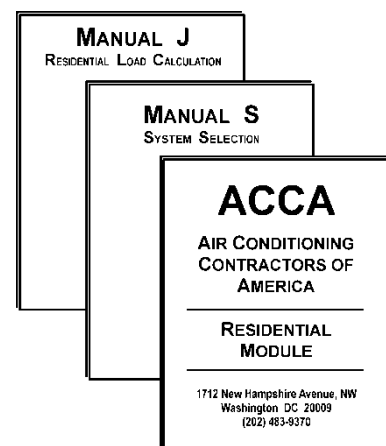 MANUAL J
RESIDENTIAL LOAD CALCULATION
MANUAL S
SYSTEM SELECTION
ACCA
AIR CONDITIONING
CONTRACTORS OF
AMERICA
RESIDENTIAL
MODULE
1712 New Hampshire Avenue, NW
Washington DC 20009
(202) 483-9370